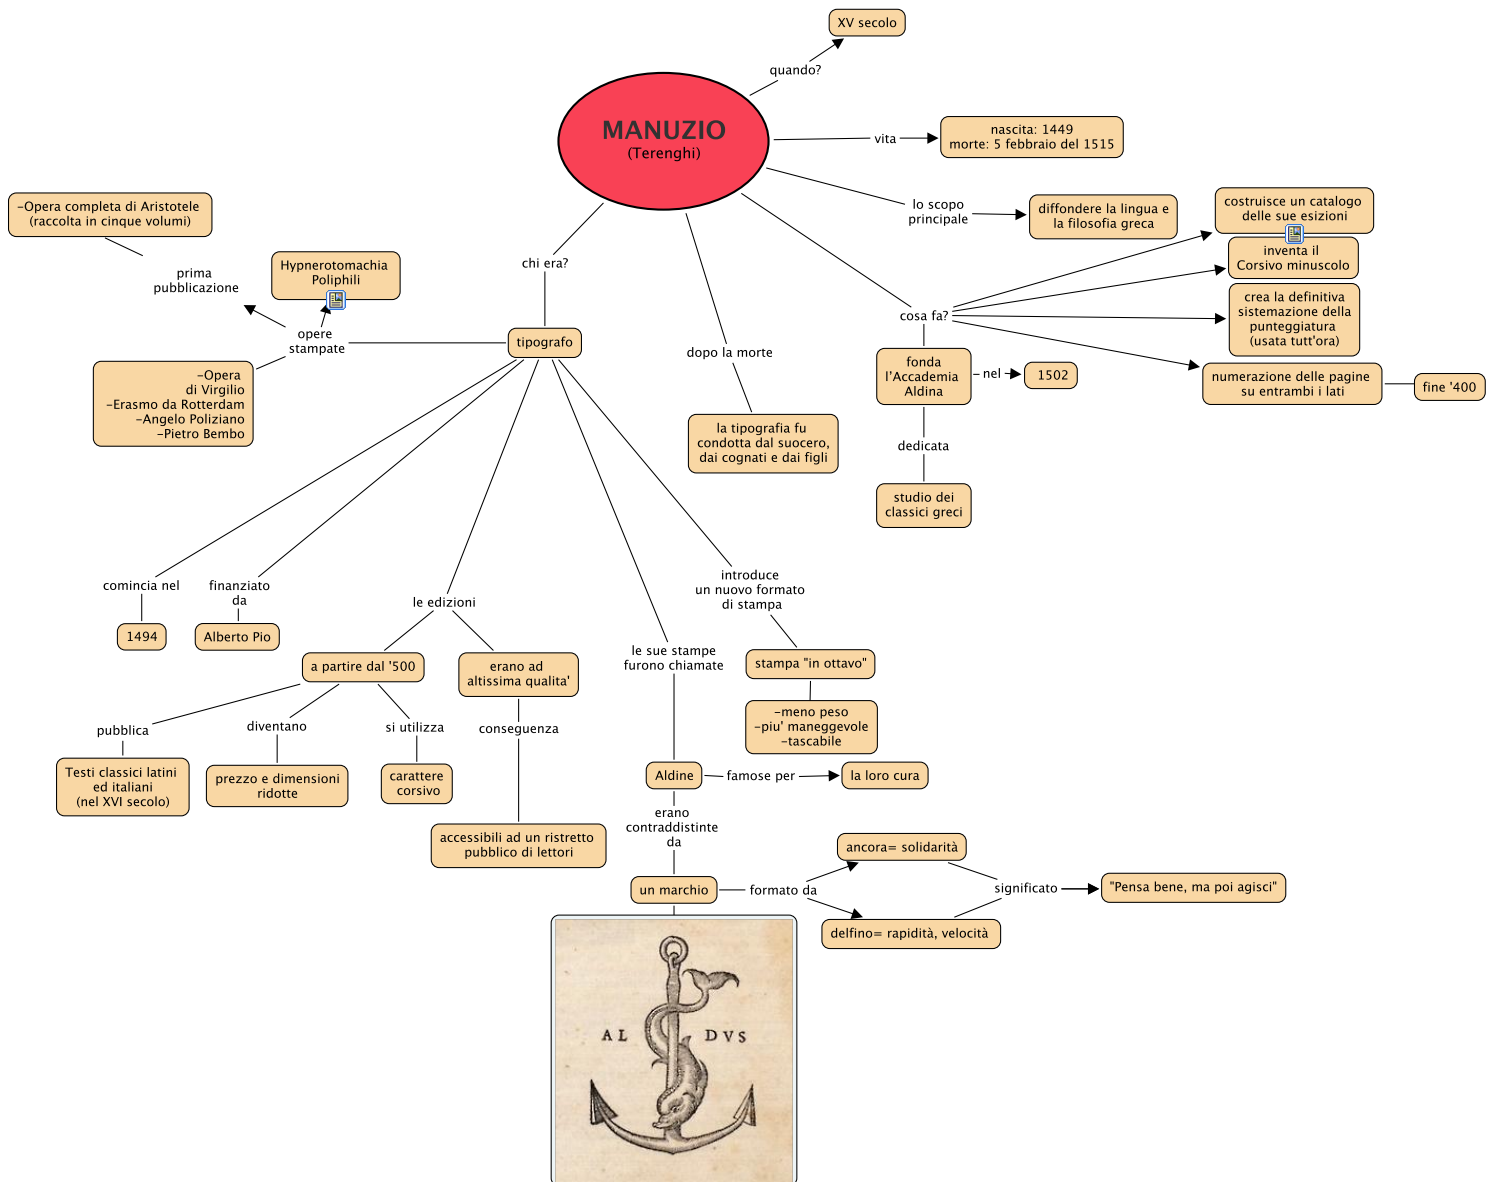 XV secolo
quando?
MANUZIO
(Terenghi)
vita
nascita: 1449
morte: 5 febbraio del 1515
lo scopo
principale
diffondere la lingua e
la filosofia greca
cosa fa?
costruisce un catalogo
delle sue esizioni
inventa il
Corsivo minuscolo
crea la definitiva
sistemazione della
punteggiatura
(usata tutt'ora)
numerazione delle pagine
su entrambi i lati
fine '400
fonda
l'Accademia
Aldina
nel
1502
dedicata
studio dei
classici greci
dopo la morte
la tipografia fu
condotta dal suocero,
dai cognati e dai figli
chi era?
tipografo
opere
stampate
prima
pubblicazione
-Opera completa di Aristotele
(raccolta in cinque volumi)
Hypnerotomachia
Poliphili
-Opera
di Virgilio
-Erasmo da Rotterdam
-Angelo Poliziano
-Pietro Bembo
comincia nel
1494
finanziato
da
Alberto Pio
le edizioni
a partire dal '500
pubblica
Testi classici latini
ed italiani
(nel XVI secolo)
diventano
prezzo e dimensioni
ridotte
si utilizza
carattere
corsivo
erano ad
altissima qualita'
conseguenza
accessibili ad un ristretto
pubblico di lettori
le sue stampe
furono chiamate
Aldine
famose per
la loro cura
erano
contraddistinte
da
un marchio
formato da
ancora= solidarità
delfino= rapidità, velocità
significato
"Pensa bene, ma poi agisci"
introduce
un nuovo formato
di stampa
stampa "in ottavo"
-meno peso
-piu' maneggevole
-tascabile
AL DVS